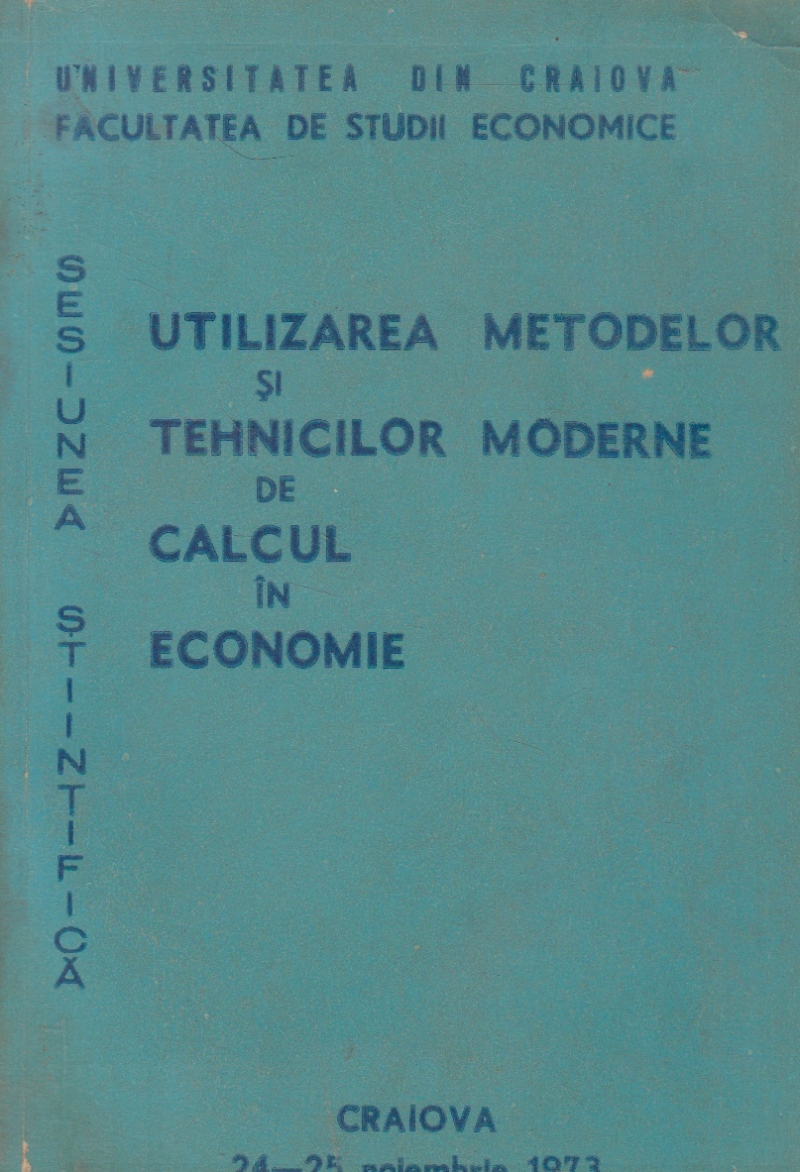 UNIVERSITATEA DIN CRAIOVA
FACULTATEA DE STUDII ECONOMICE
SESIUNEA ȘTIINȚIFICĂ
UTILIZAREA METODELOR
ȘI
TEHNICILOR MODERNE
DE
CALCUL
ÎN
ECONOMIE
CRAIOVA
24—25 noiembrie 1973